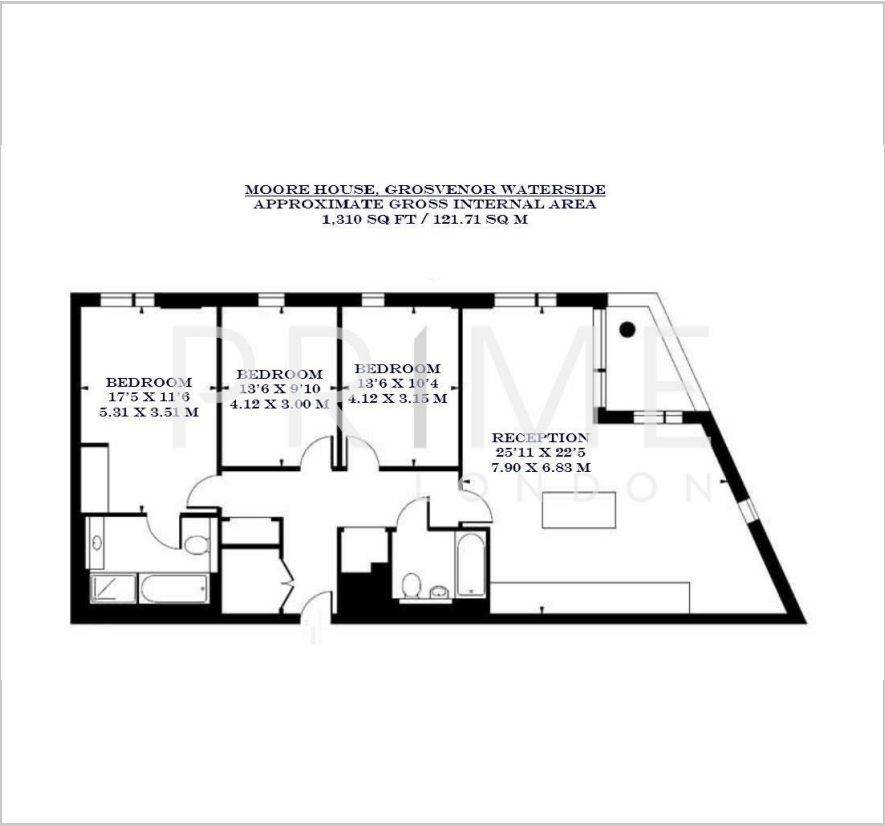 MOORE HOUSE, GROSVENOR WATERSIDE
APPROXIMATE GROSS INTERNAL AREA
1,310 SQ FT / 121.71 SQ M
PRIME
LONDON
BEDROOM
17'5 X 11'6
5.31 X 3.51 M
BEDROOM
13'6 X 9'10
4.12 X 3.00 M
BEDROOM
13'6 X 10'4
4.12 X 3.15 M
RECEPTION
25'11 X 22'5
7.90 X 6.83 M